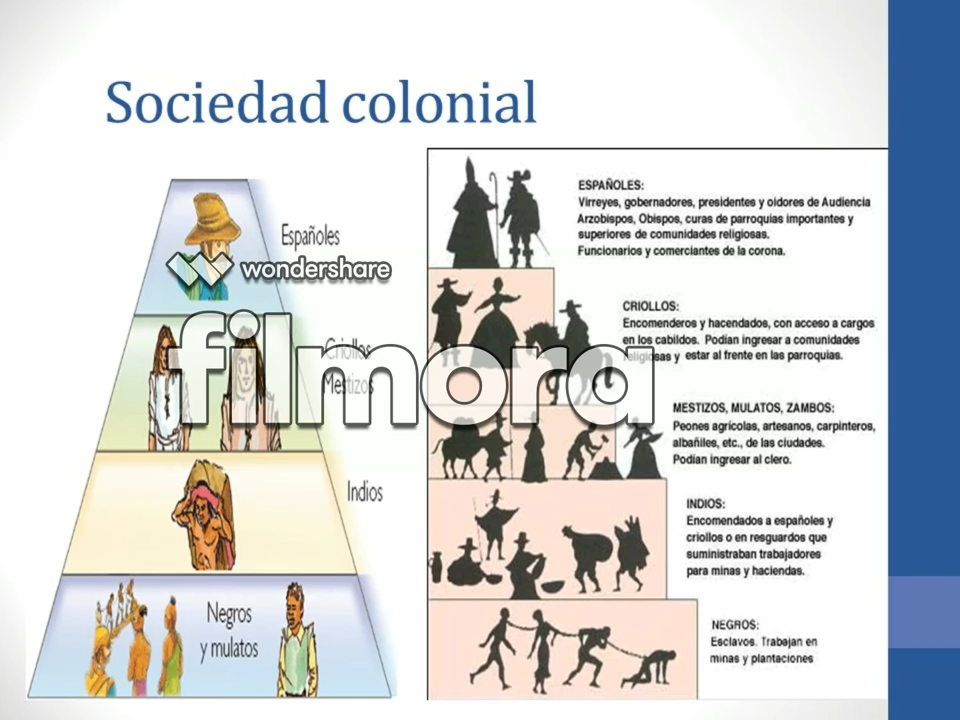 Sociedad colonial
Españoles
Criollos
Mestizos
Indios
Negros
y mulatos
wondershare
filmora
ESPAÑOLES:
Virreyes, gobernadores, presidentes y oidores de Audiencia
Arzobispos, Obispos, curas de parroquias importantes y
superiores de comunidades religiosas.
Funcionarios y comerciantes de la corona.
CRIOLLOS:
Encomenderos y hacendados, con acceso a cargos
en los cabildos. Podían ingresar a comunidades
religiosas y estar al frente en las parroquias.
MESTIZOS, MULATOS, ZAMBOS:
Peones agrícolas, artesanos, carpinteros,
albañiles, etc., de las ciudades.
Podían ingresar al clero.
INDIOS:
Encomendados a españoles y
criollos o en resguardos que
suministraban trabajadores
para minas y haciendas.
NEGROS:
Esclavos. Trabajan en
minas y plantaciones